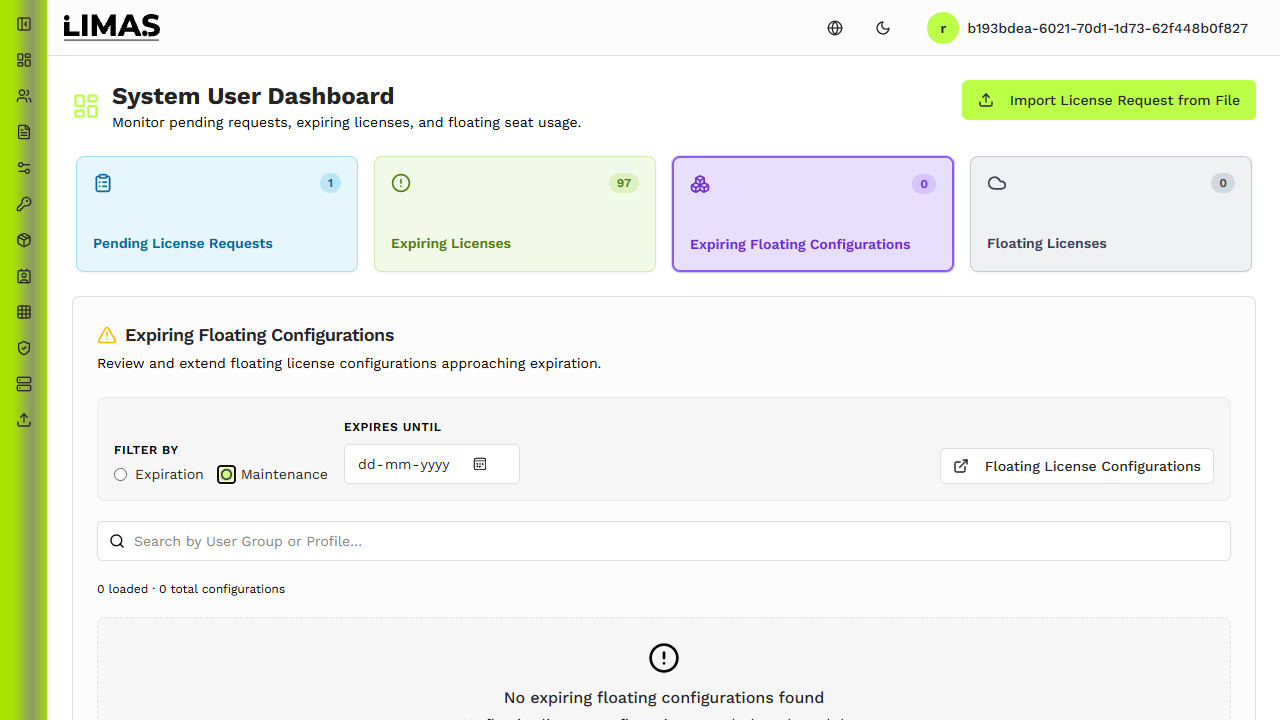 LIMAS
r
b193bdea-6021-70d1-1d73-62f448b0f827
System User Dashboard
Monitor pending requests, expiring licenses, and floating seat usage.
Import License Request from File
1
Pending License Requests
97
Expiring Licenses
0
Expiring Floating Configurations
0
Floating Licenses
Expiring Floating Configurations
Review and extend floating license configurations approaching expiration.
FILTER BY
Expiration
Maintenance
EXPIRES UNTIL
dd-mm-yyyy
Floating License Configurations
Search by User Group or Profile...
0 loaded · 0 total configurations
No expiring floating configurations found